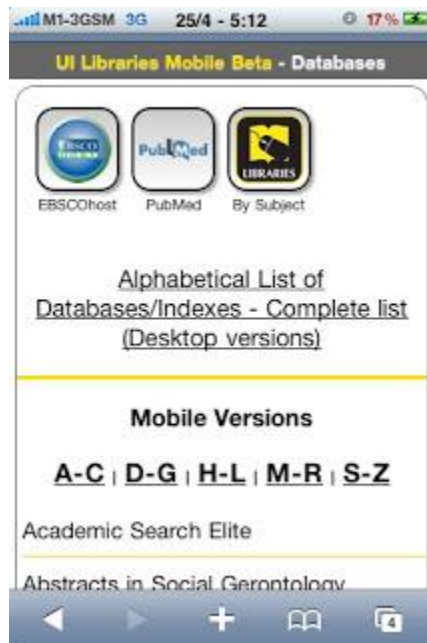 M1-3GSM 3G 25/4 - 5:12 17%
UI Libraries Mobile Beta - Databases
EBSCO
PubMed
LIBRARIES
EBSCOhost PubMed By Subject
Alphabetical List of
Databases/Indexes - Complete list
(Desktop versions)
Mobile Versions
A-C | D-G | H-L | M-R | S-Z
Academic Search Elite
Abstracts in Social Gerontology
4